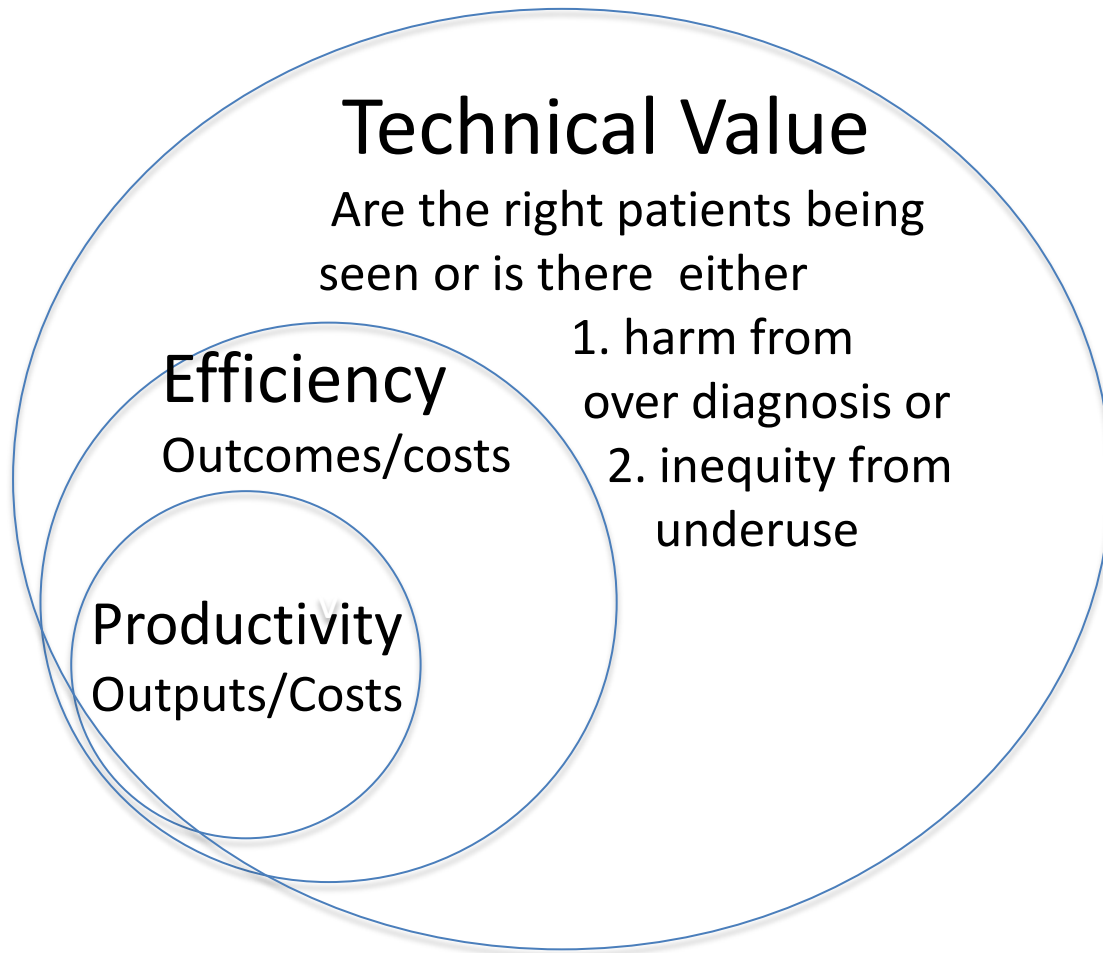 Technical Value
Are the right patients being
seen or is there either
1. harm from
over diagnosis or
2. inequity from
underuse
Efficiency
Outcomes/costs
Productivity
Outputs/Costs